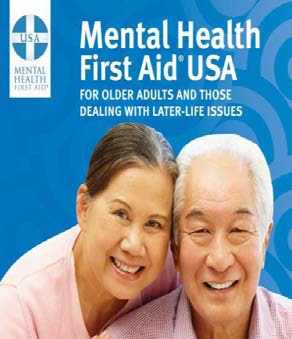 USA
MENTAL
HEALTH
FIRST AID®
Mental Health
First Aid® USA
FOR OLDER ADULTS AND THOSE
DEALING WITH LATER-LIFE ISSUES